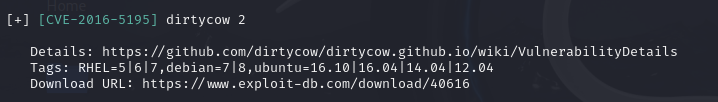 Home
[+] [CVE-2016-5195] dirtycow 2
Details: https://github.com/dirtycow/dirtycow.github.io/wiki/VulnerabilityDetails
Tags: RHEL=5|6|7,debian=7|8,ubuntu=16.10|16.04|14.04|12.04
Download URL: https://www.exploit-db.com/download/40616